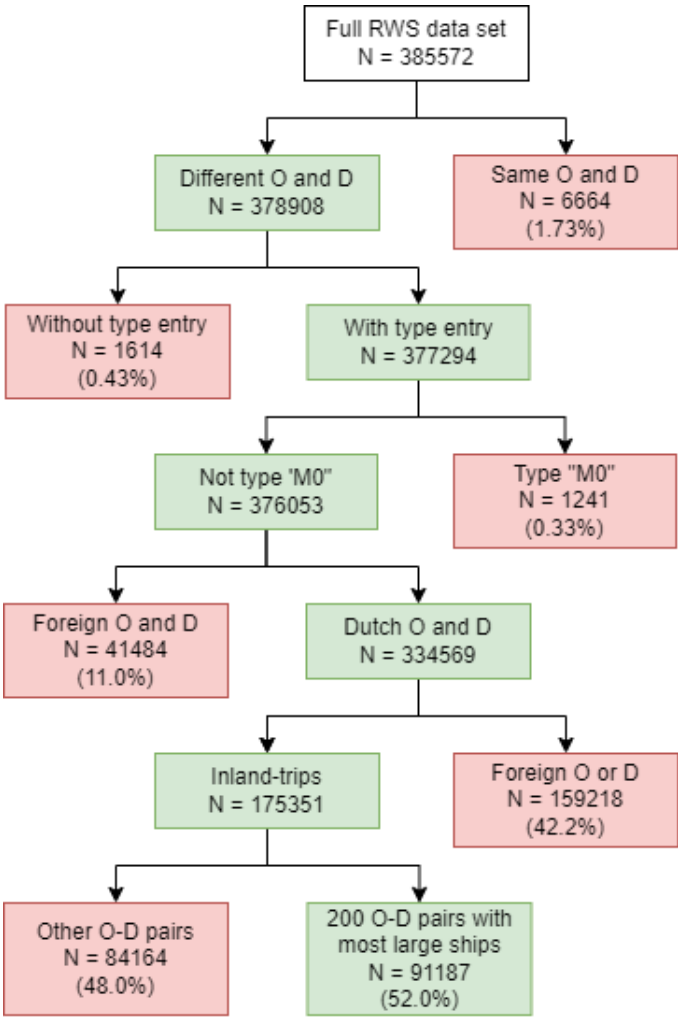 Full RWS data set
N = 385572
Different O and D
N = 378908
Same O and D
N = 6664
(1.73%)
Without type entry
N = 1614
(0.43%)
With type entry
N = 377294
Not type 'M0"
N = 376053
Type "M0"
N = 1241
(0.33%)
Foreign O and D
N = 41484
(11.0%)
Dutch O and D
N = 334569
Inland-trips
N = 175351
Foreign O or D
N = 159218
(42.2%)
Other O-D pairs
N = 84164
(48.0%)
200 O-D pairs with
most large ships
N = 91187
(52.0%)